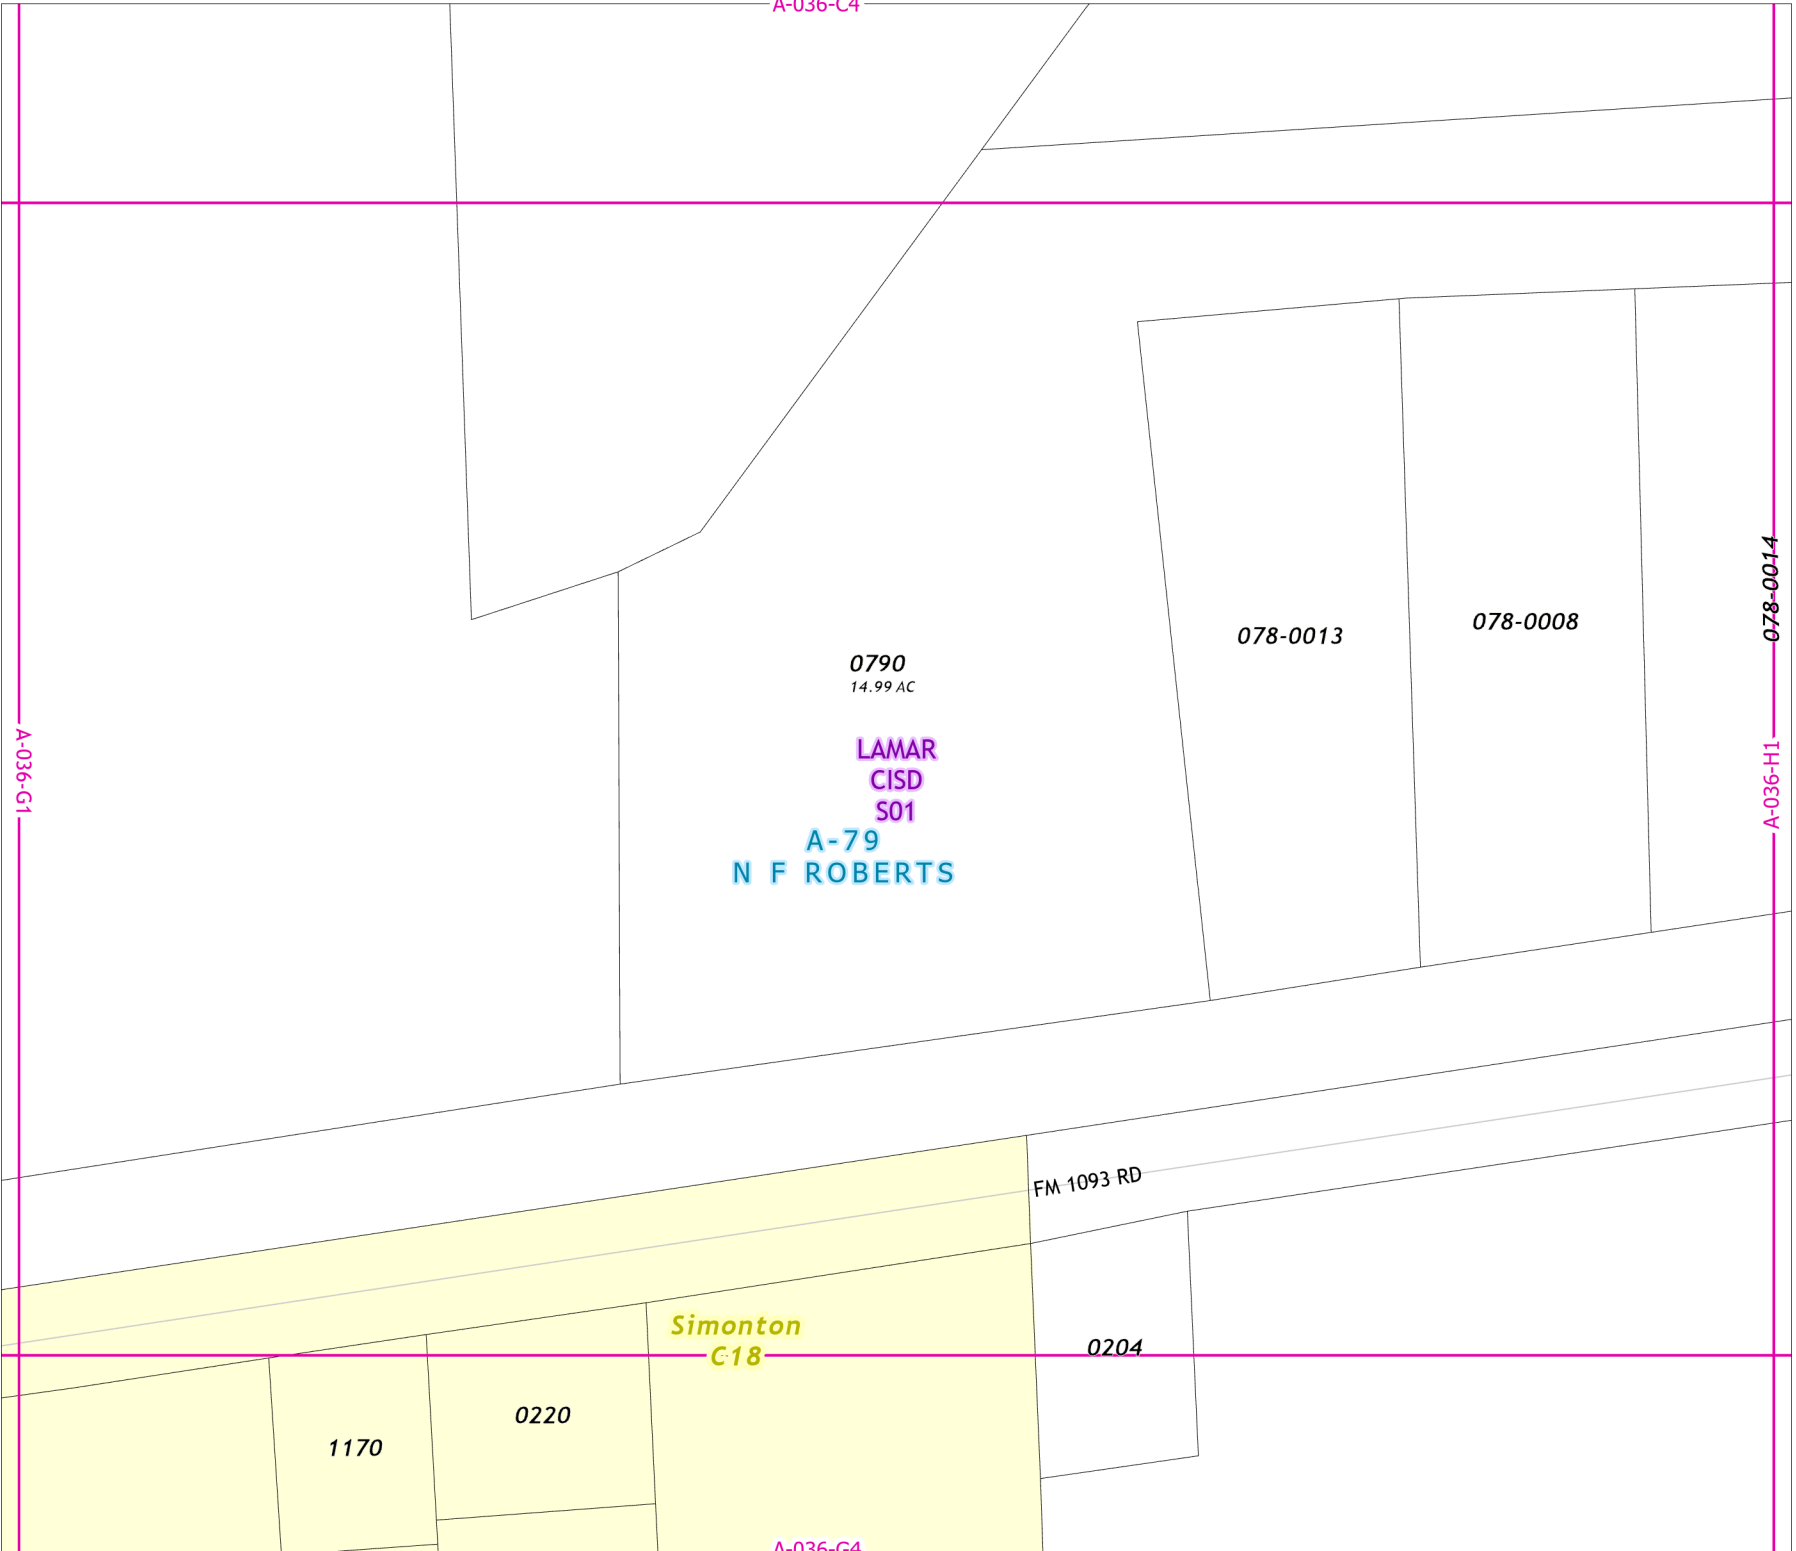 A-036-C4
078-0014
078-0008
078-0013
0790
14.99 AC
A-036-G1
A-036-H1
LAMAR
CISD
S01
A-79
N F ROBERTS
FM 1093 RD
Simonton
C18
0204
0220
1170
A-036-G4